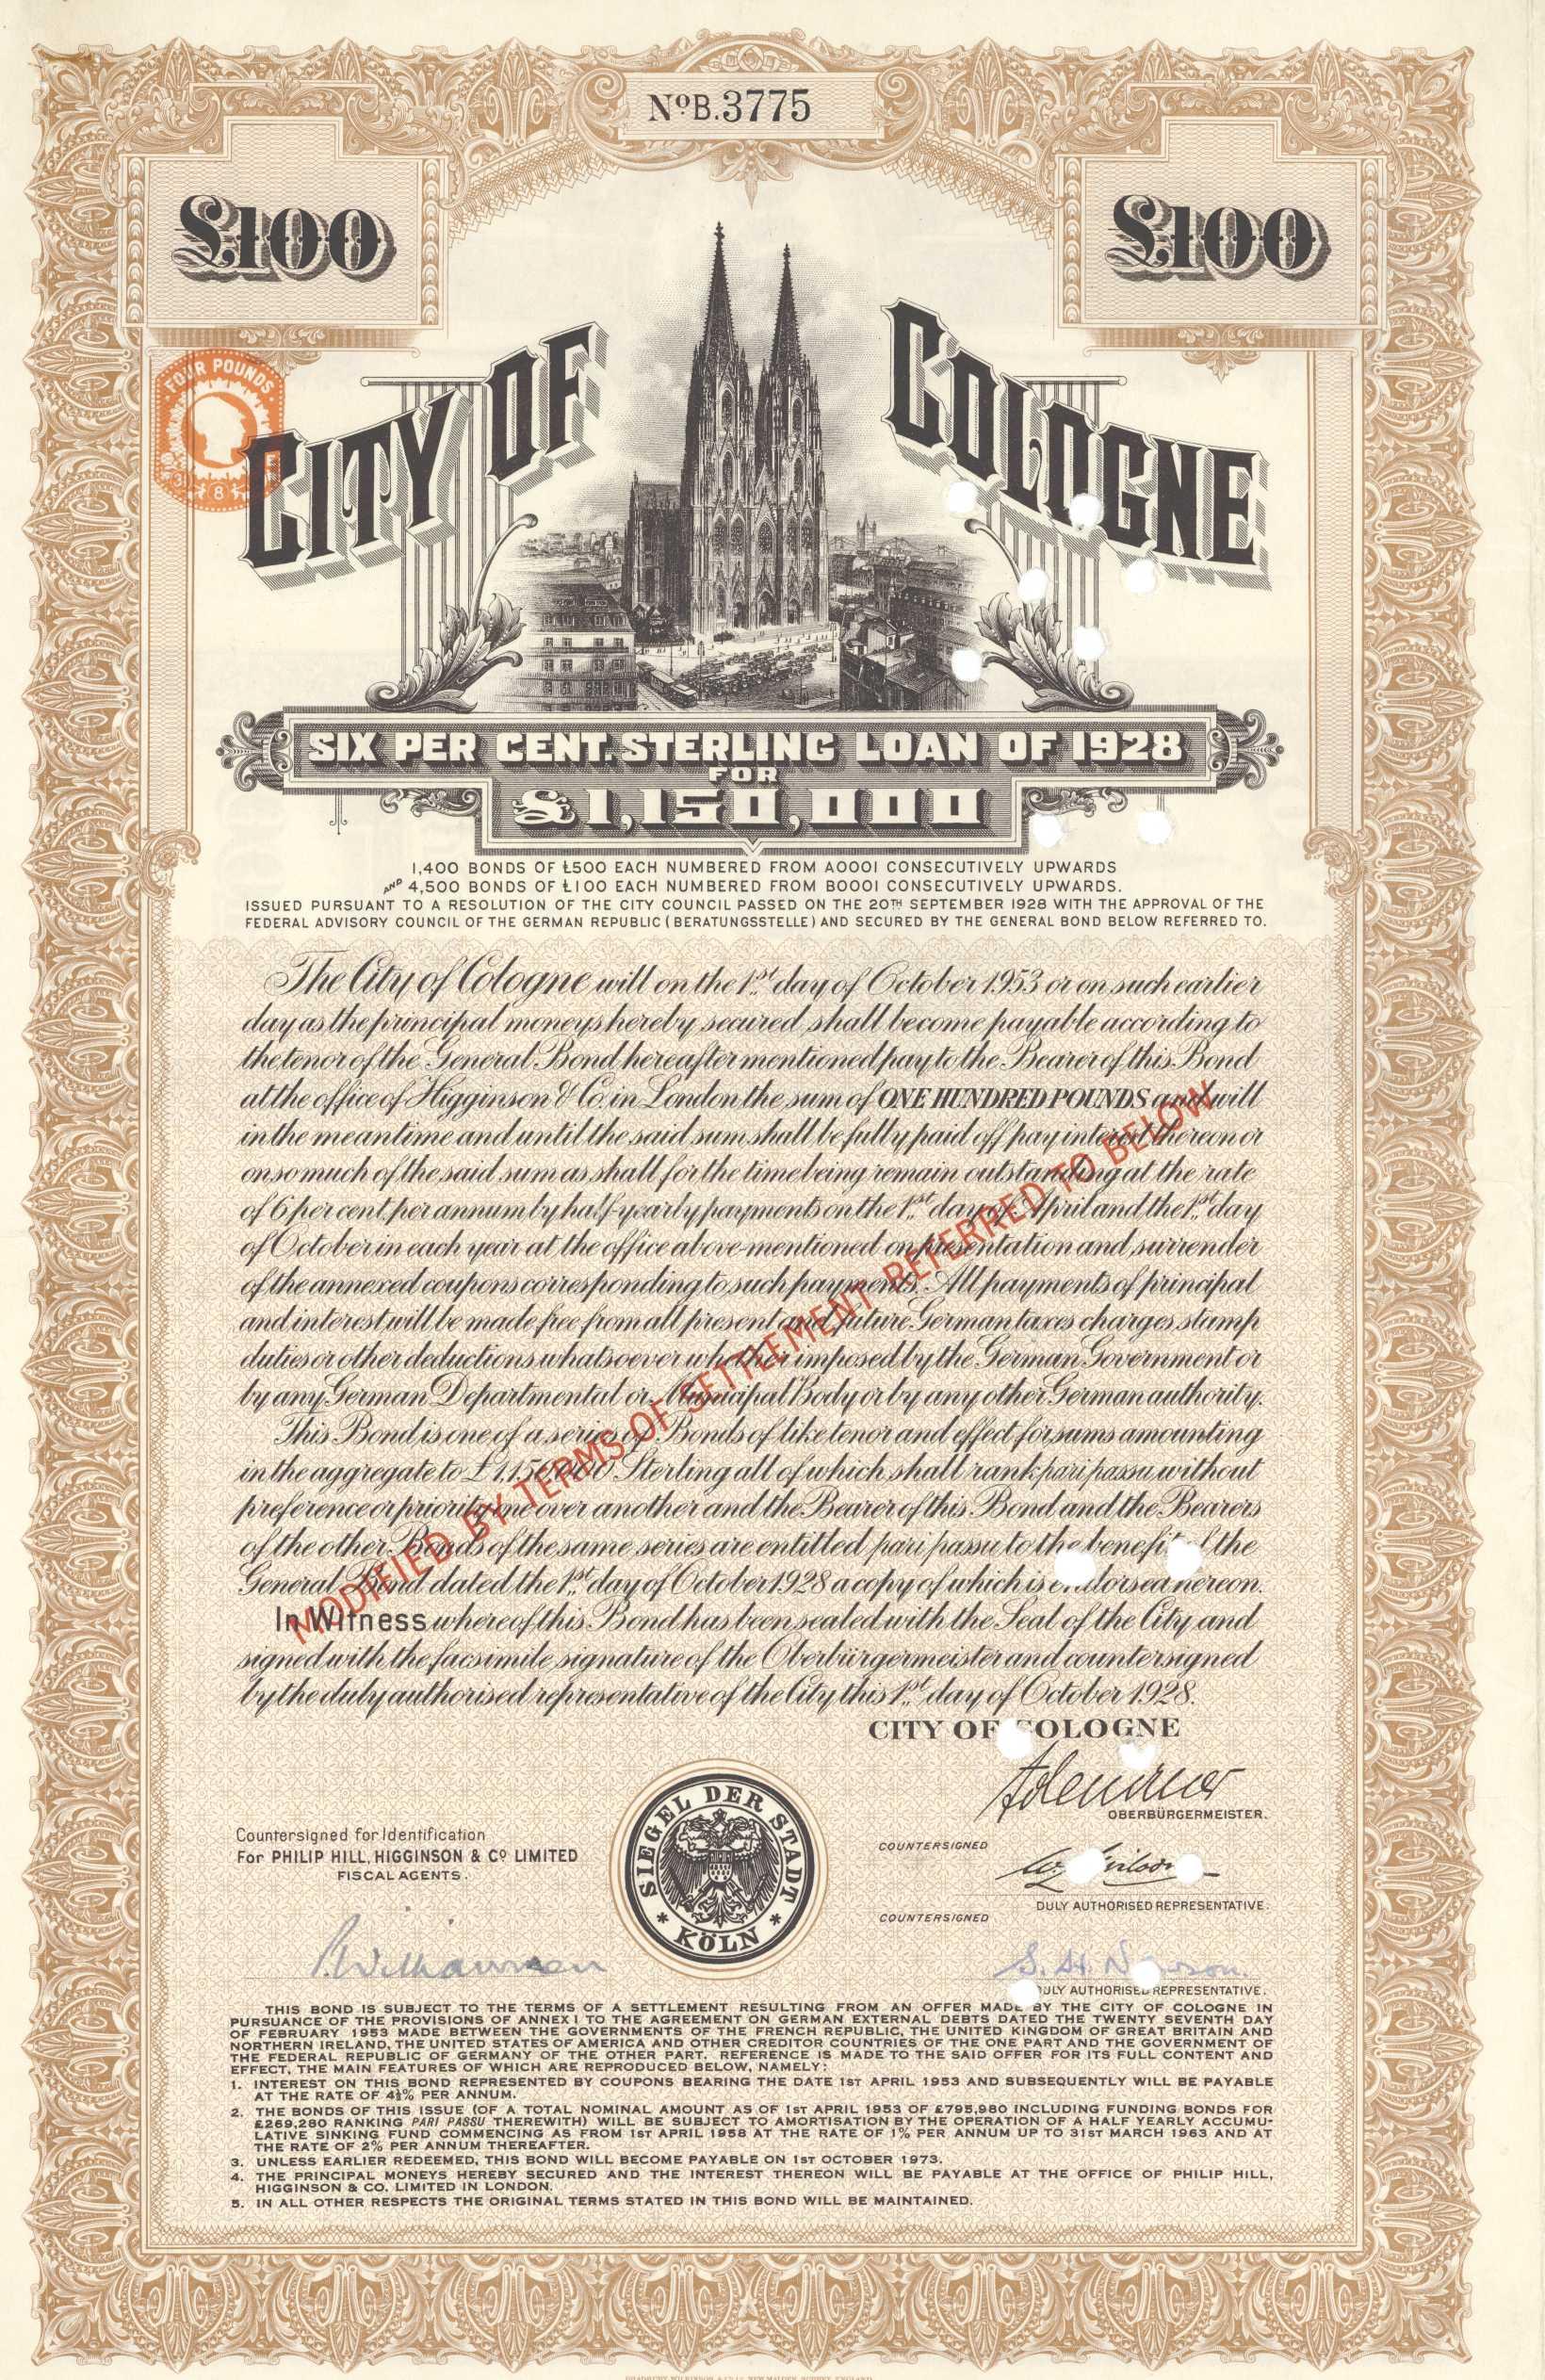 NºB.3775
£100 £100
FOUR POUNDS
CITY OF COLOGNE
SIX PER CENT. STERLING LOAN OF 1928
FOR
£1,150,000
1,400 BONDS OF £500 EACH NUMBERED FROM A0001 CONSECUTIVELY UPWARDS
AND 4,500 BONDS OF £100 EACH NUMBERED FROM B0001 CONSECUTIVELY UPWARDS.
ISSUED PURSUANT TO A RESOLUTION OF THE CITY COUNCIL PASSED ON THE 20TH SEPTEMBER 1928 WITH THE APPROVAL OF THE
FEDERAL ADVISORY COUNCIL OF THE GERMAN REPUBLIC (BERATUNGSSTELLE) AND SECURED BY THE GENERAL BOND BELOW REFERRED TO.
The City of Cologne will on the 1st day of October 1953 or on such earlier
day as the principal moneys hereby secured shall become payable according to
the tenor of the General Bond hereafter mentioned pay to the Bearer of this Bond
at the office of Higginson & Co. in London the sum of ONE HUNDRED POUNDS and will
in the meantime and until the said sum shall be fully paid off pay interest thereon or
on so much of the said sum as shall for the time being remain outstanding at the rate
of 6 per cent. per annum by half-yearly payments on the 1st day of April and the 1st day
of October in each year at the office above-mentioned on presentation and surrender
of the annexed coupons corresponding to such payments. All payments of principal
and interest will be made free from all present and future German taxes charges stamp
duties or other deductions whatsoever whether imposed by the German Government or
by any German Departmental or Municipal Body or by any other German authority.
This Bond is one of a series of Bonds of like tenor and effect for sums amounting
in the aggregate to £1,150,000 Sterling all of which shall rank pari passu without
preference or priority one over another and the Bearer of this Bond and the Bearers
of the other Bonds of the same series are entitled pari passu to the benefit of the
General Bond dated the 1st day of October 1928 a copy of which is endorsed hereon.
In Witness whereof this Bond has been sealed with the Seal of the City and
signed with the facsimile signature of the Oberbürgermeister and countersigned
by the duly authorised representative of the City this 1st day of October 1928.
MODIFIED BY TERMS OF SETTLEMENT REFERRED TO BELOW
CITY OF COLOGNE
Adenauer
OBERBÜRGERMEISTER.
SIEGEL DER STADT * KÖLN *
Countersigned for Identification
For PHILIP HILL, HIGGINSON & Cº LIMITED
FISCAL AGENTS.
COUNTERSIGNED
DULY AUTHORISED REPRESENTATIVE.
COUNTERSIGNED
DULY AUTHORISED REPRESENTATIVE.
THIS BOND IS SUBJECT TO THE TERMS OF A SETTLEMENT RESULTING FROM AN OFFER MADE BY THE CITY OF COLOGNE IN
PURSUANCE OF THE PROVISIONS OF ANNEX I TO THE AGREEMENT ON GERMAN EXTERNAL DEBTS DATED THE TWENTY SEVENTH DAY
OF FEBRUARY 1953 MADE BETWEEN THE GOVERNMENTS OF THE FRENCH REPUBLIC, THE UNITED KINGDOM OF GREAT BRITAIN AND
NORTHERN IRELAND, THE UNITED STATES OF AMERICA AND OTHER CREDITOR COUNTRIES OF THE ONE PART AND THE GOVERNMENT OF
THE FEDERAL REPUBLIC OF GERMANY OF THE OTHER PART. REFERENCE IS MADE TO THE SAID OFFER FOR ITS FULL CONTENT AND
EFFECT, THE MAIN FEATURES OF WHICH ARE REPRODUCED BELOW, NAMELY:
1. INTEREST ON THIS BOND REPRESENTED BY COUPONS BEARING THE DATE 1ST APRIL 1953 AND SUBSEQUENTLY WILL BE PAYABLE
AT THE RATE OF 4½% PER ANNUM.
2. THE BONDS OF THIS ISSUE (OF A TOTAL NOMINAL AMOUNT AS OF 1ST APRIL 1953 OF £795,980 INCLUDING FUNDING BONDS FOR
£269,280 RANKING PARI PASSU THEREWITH) WILL BE SUBJECT TO AMORTISATION BY THE OPERATION OF A HALF YEARLY ACCUMU-
LATIVE SINKING FUND COMMENCING AS FROM 1ST APRIL 1958 AT THE RATE OF 1% PER ANNUM UP TO 31ST MARCH 1963 AND AT
THE RATE OF 2% PER ANNUM THEREAFTER.
3. UNLESS EARLIER REDEEMED, THIS BOND WILL BECOME PAYABLE ON 1ST OCTOBER 1973.
4. THE PRINCIPAL MONEYS HEREBY SECURED AND THE INTEREST THEREON WILL BE PAYABLE AT THE OFFICE OF PHILIP HILL,
HIGGINSON & CO. LIMITED IN LONDON.
5. IN ALL OTHER RESPECTS THE ORIGINAL TERMS STATED IN THIS BOND WILL BE MAINTAINED.